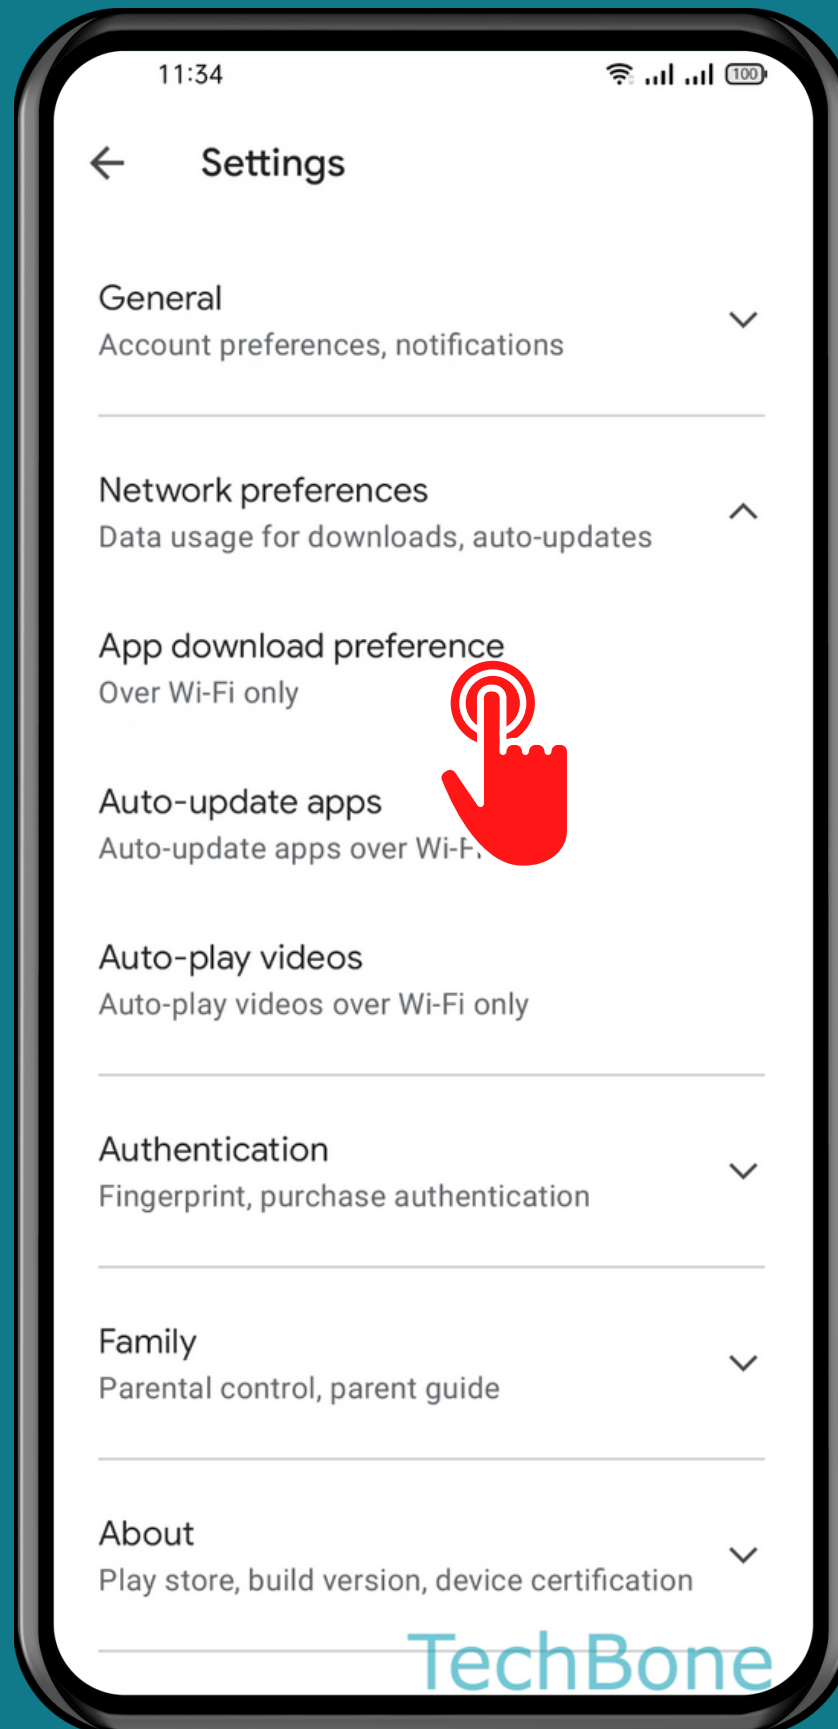 11:34
100
Settings
General
Account preferences, notifications
Network preferences
Data usage for downloads, auto-updates
App download preference
Over Wi-Fi only
Auto-update apps
Auto-update apps over
Auto-play videos
Auto-play videos over Wi-Fi only
Authentication
Fingerprint, purchase authentication
Family
Parental control, parent guide
About
Play store, build version, device certification
TechBone